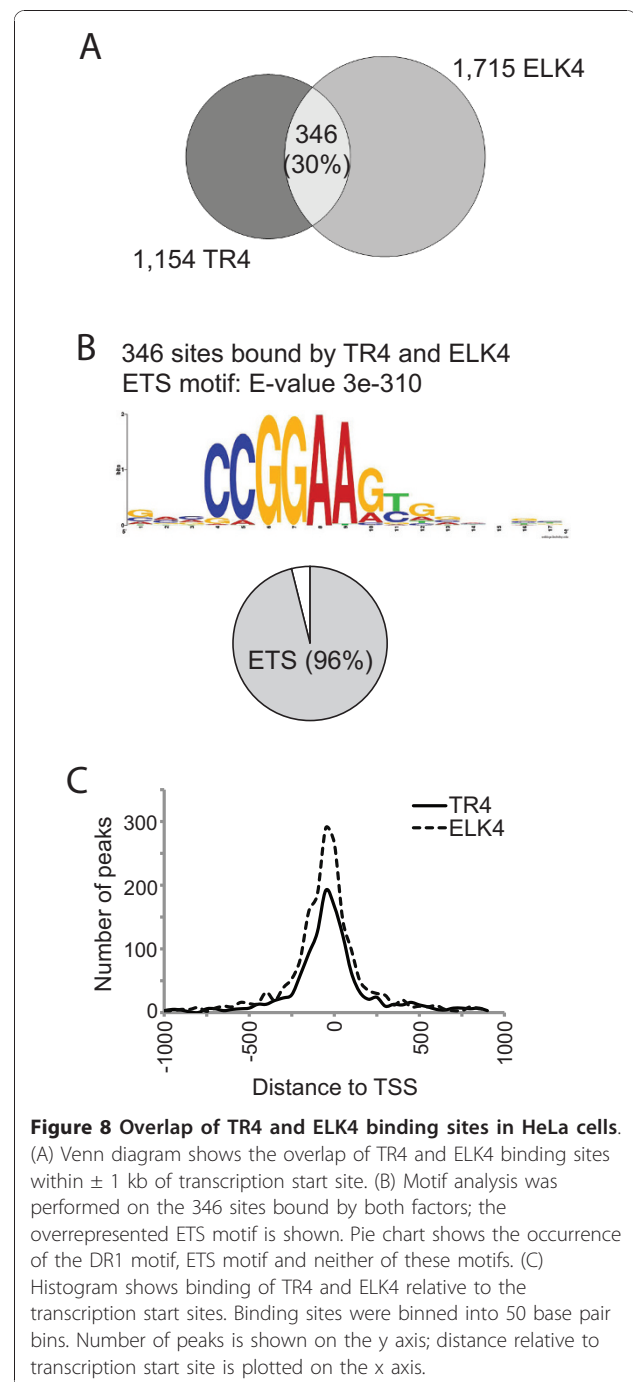 A
1,715 ELK4
346
(30%)
1,154 TR4
B
346 sites bound by TR4 and ELK4
ETS motif: E-value 3e-310
2
bits
1
0
CCGGAAGTG
ETS (96%)
C
TR4
ELK4
Number of peaks
300
200
100
0
-1000
-500
0
500
1000
Distance to TSS
Figure 8 Overlap of TR4 and ELK4 binding sites in HeLa cells.
(A) Venn diagram shows the overlap of TR4 and ELK4 binding sites
within ± 1 kb of transcription start site. (B) Motif analysis was
performed on the 346 sites bound by both factors; the
overrepresented ETS motif is shown. Pie chart shows the occurrence
of the DR1 motif, ETS motif and neither of these motifs. (C)
Histogram shows binding of TR4 and ELK4 relative to the
transcription start sites. Binding sites were binned into 50 base pair
bins. Number of peaks is shown on the y axis; distance relative to
transcription start site is plotted on the x axis.